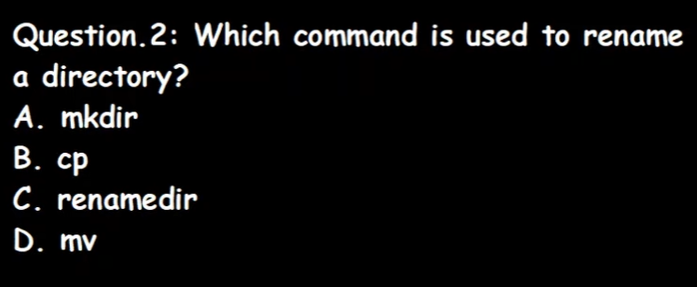 Question.2: Which command is used to rename
a directory?
A. mkdir
B. cp
C. renamedir
D. mv